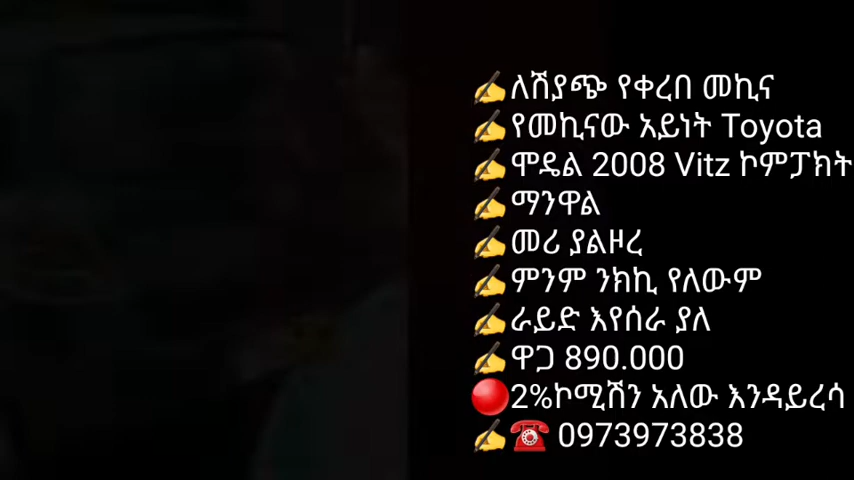 ✍ለሽያጭ የቀረበ መኪና
✍የመኪናው አይነት Toyota
✍ሞዴል 2008 Vitz ኮምፓክት
✍ማንዋል
✍መሪ ያልዞረ
✍ምንም ንክኪ የለውም
✍ራይድ እየሰራ ያለ
✍ዋጋ 890.000
🔴2%ኮሚሽን አለው እንዳይረሳ
✍☎ 0973973838